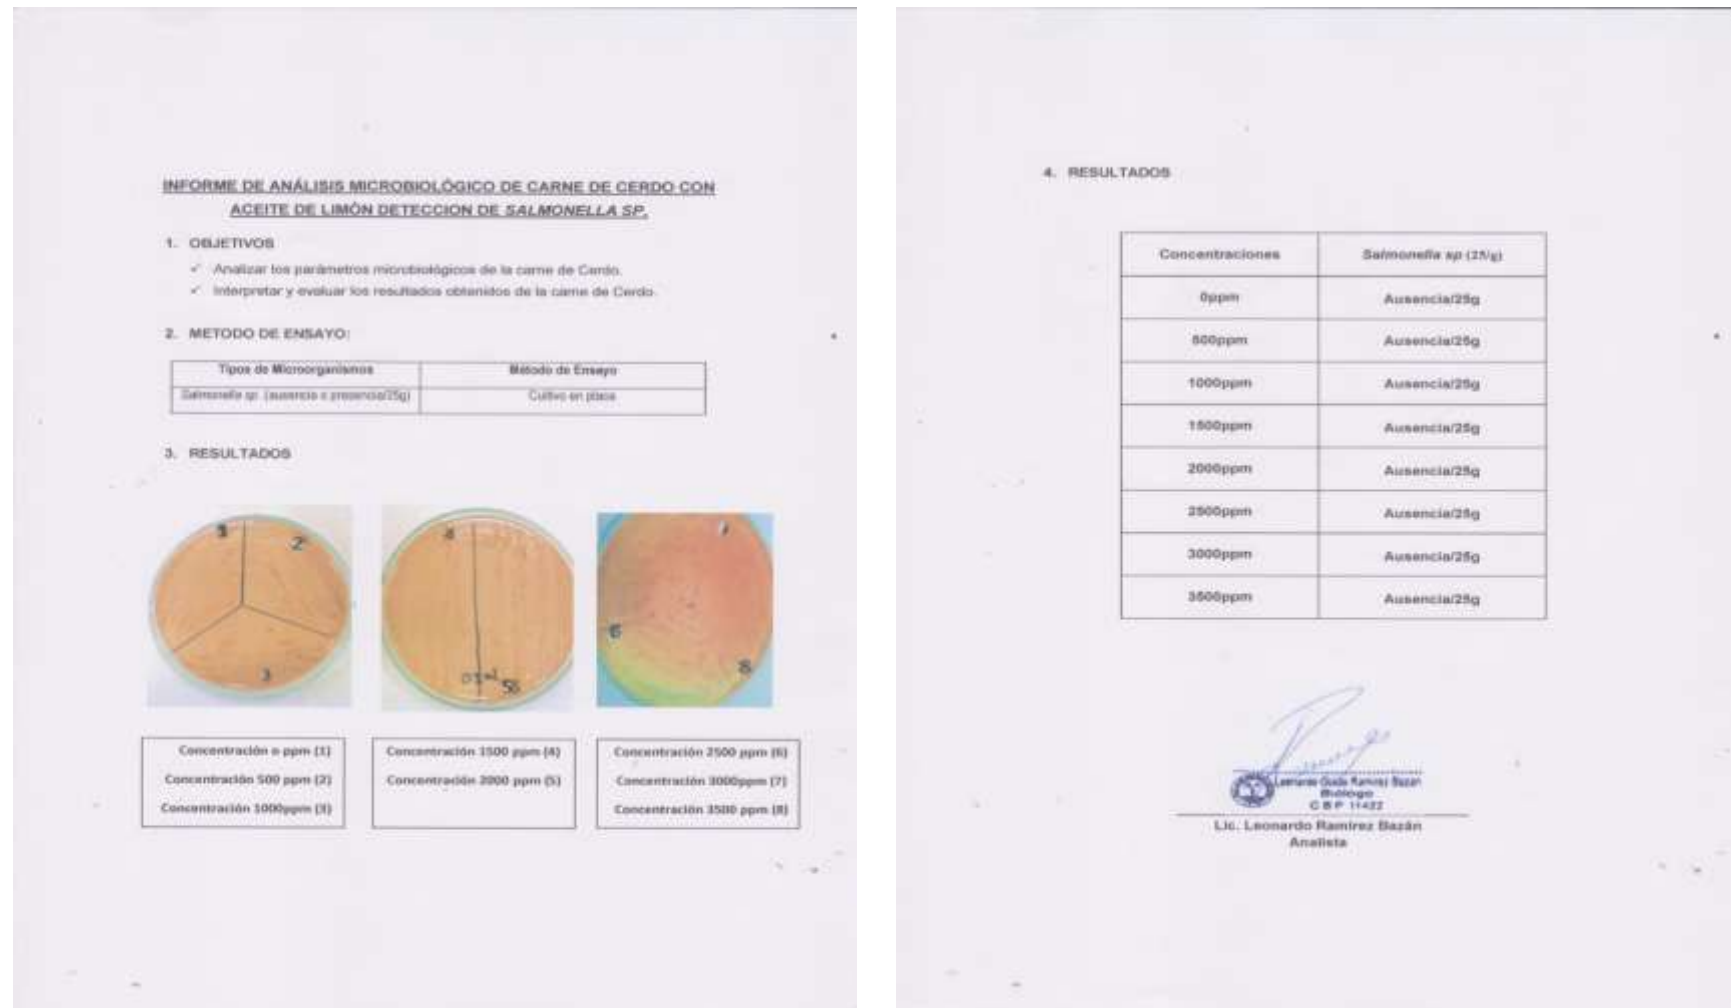 INFORME DE ANÁLISIS MICROBIOLÓGICO DE CARNE DE CERDO CON
ACEITE DE LIMÓN DETECCION DE SALMONELLA SP.
1. OBJETIVOS
✓ Analizar los parámetros microbiológicos de la carne de Cerdo.
✓ Interpretar y evaluar los resultados obtenidos de la carne de Cerdo.
2. METODO DE ENSAYO:
Tipos de Microorganismos Método de Ensayo
Salmonella sp. (ausencia o presencia/25g) Cultivo en placa
3. RESULTADOS
2
3
4
5
6
8
Concentración o ppm (1)
Concentración 500 ppm (2)
Concentración 1000ppm (3)
Concentración 1500 ppm (4)
Concentración 2000 ppm (5)
Concentración 2500 ppm (6)
Concentración 3000ppm (7)
Concentración 3500 ppm (8)
4. RESULTADOS
Concentraciones Salmonella sp (25/g)
0ppm Ausencia/25g
500ppm Ausencia/25g
1000ppm Ausencia/25g
1500ppm Ausencia/25g
2000ppm Ausencia/25g
2500ppm Ausencia/25g
3000ppm Ausencia/25g
3500ppm Ausencia/25g
Leonardo Ramirez Bazán
Biólogo
C B P 11422
Lic. Leonardo Ramírez Bazán
Analista